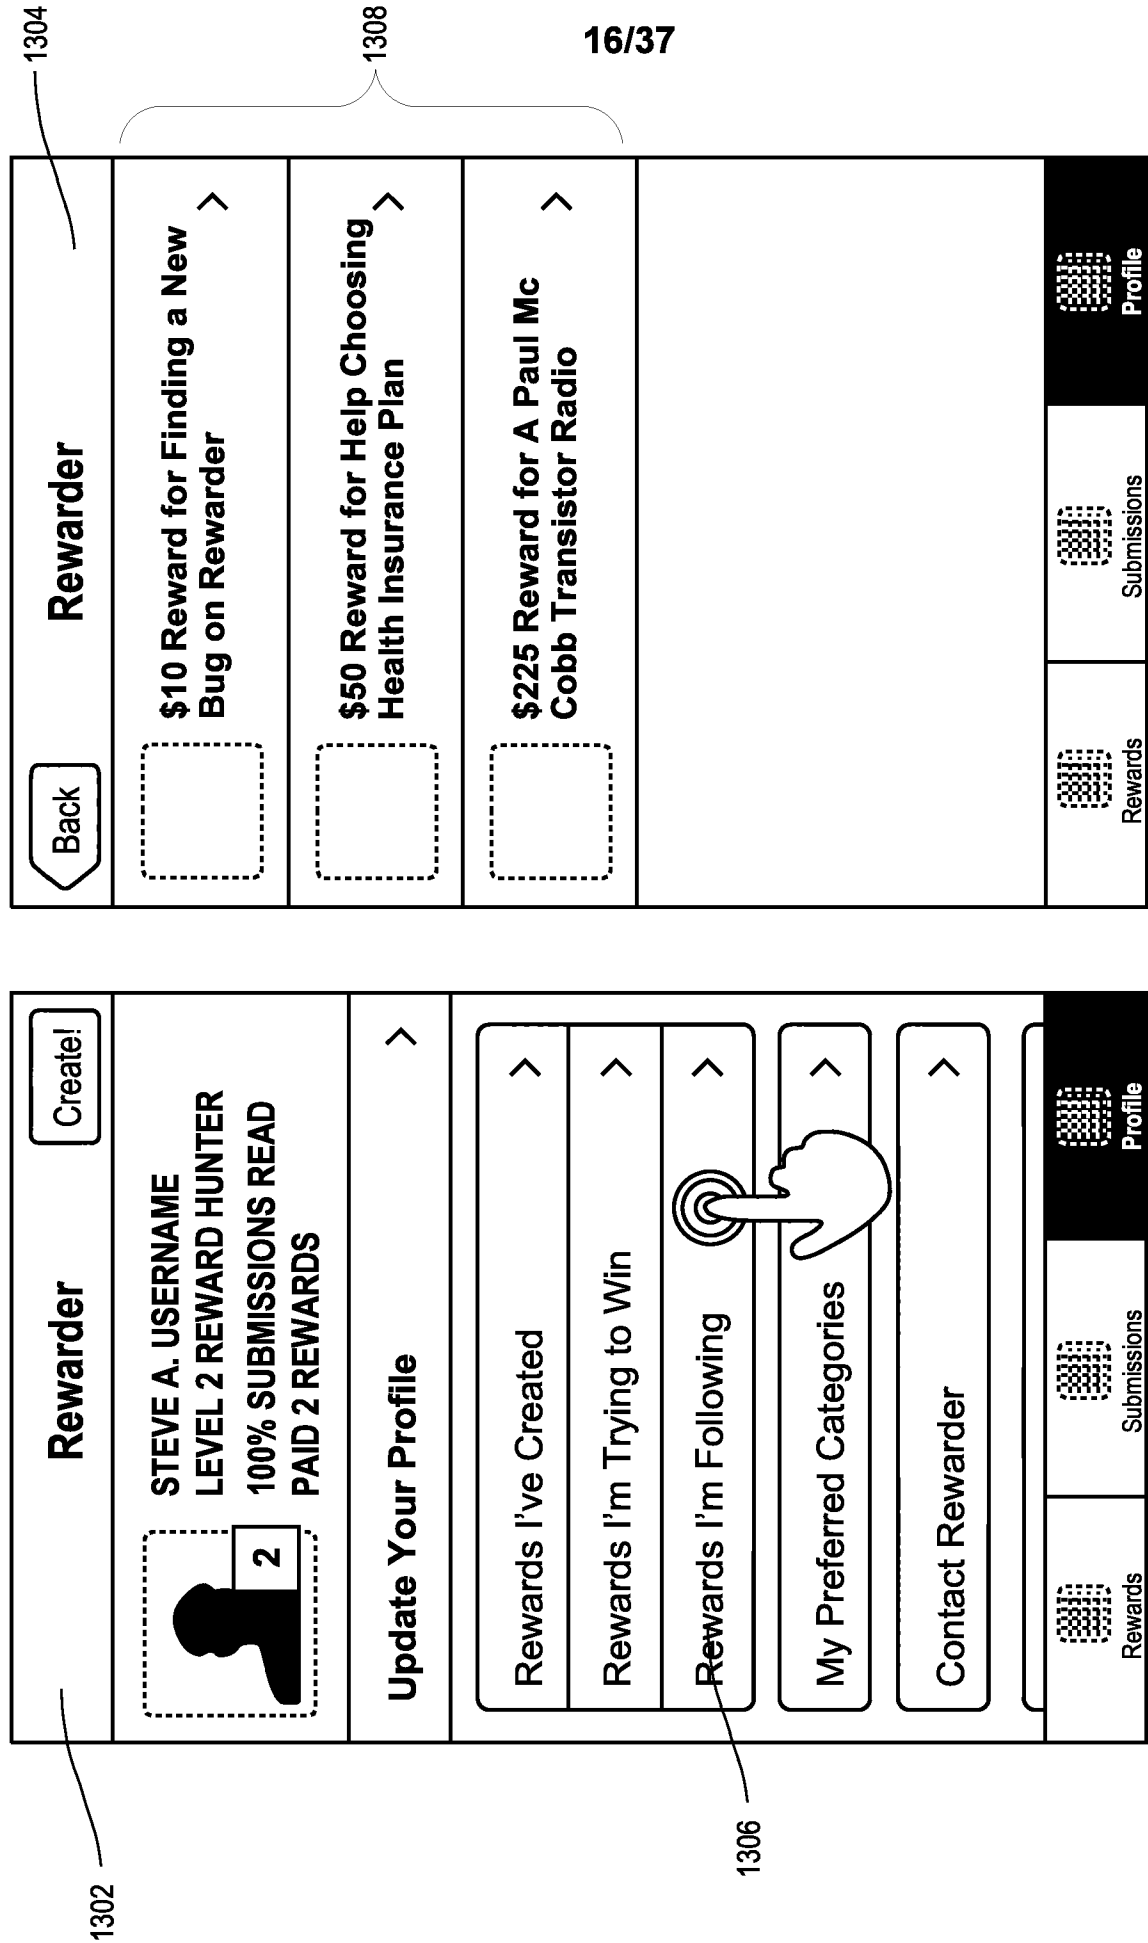 16/37
1302
Rewarder
Create!
STEVE A. USERNAME
LEVEL 2 REWARD HUNTER
100% SUBMISSIONS READ
PAID 2 REWARDS
2
Update Your Profile
Rewards I've Created
Rewards I'm Trying to Win
Rewards I'm Following
My Preferred Categories
Contact Rewarder
Rewards
Submissions
Profile
1306
1304
Back
Rewarder
$10 Reward for Finding a New
Bug on Rewarder
$50 Reward for Help Choosing
Health Insurance Plan
$225 Reward for A Paul Mc
Cobb Transistor Radio
1308
Rewards
Submissions
Profile